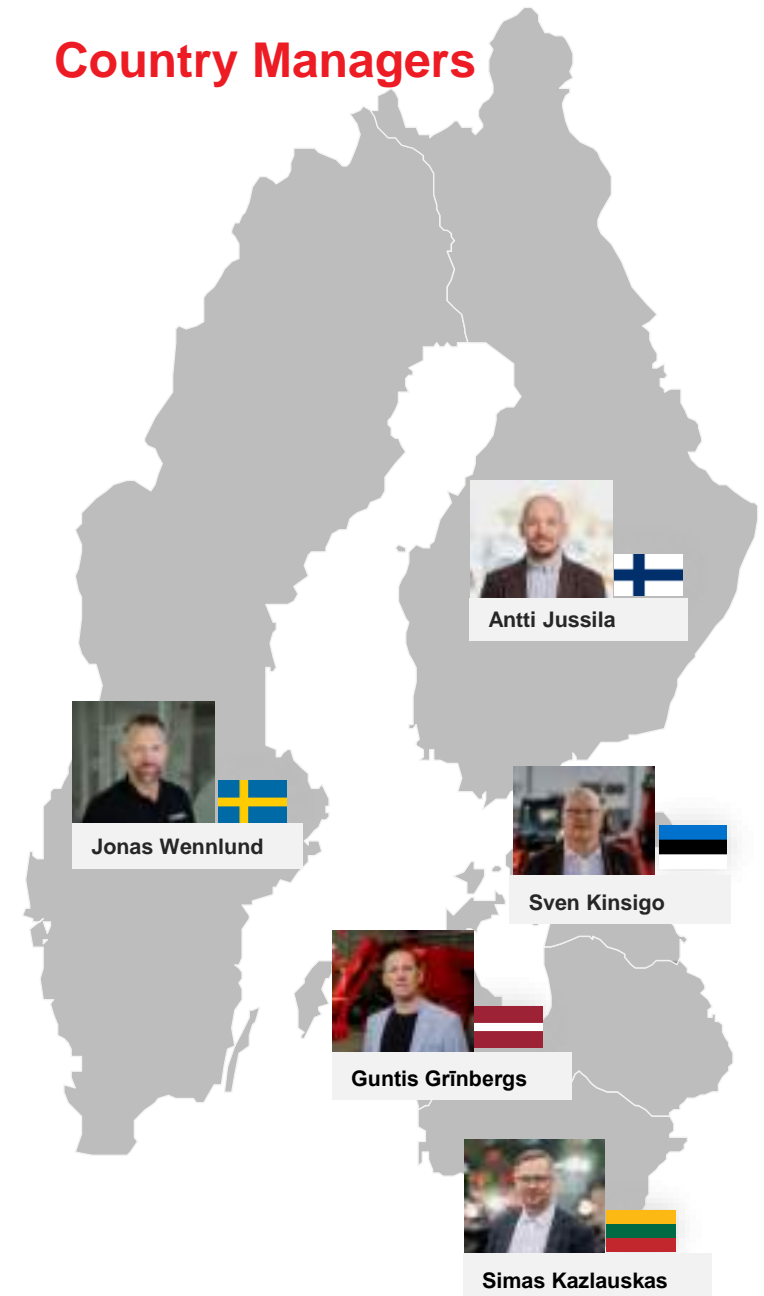 Country Managers
Antti Jussila
Jonas Wennlund
Sven Kinsigo
Guntis Grīnbergs
Simas Kazlauskas